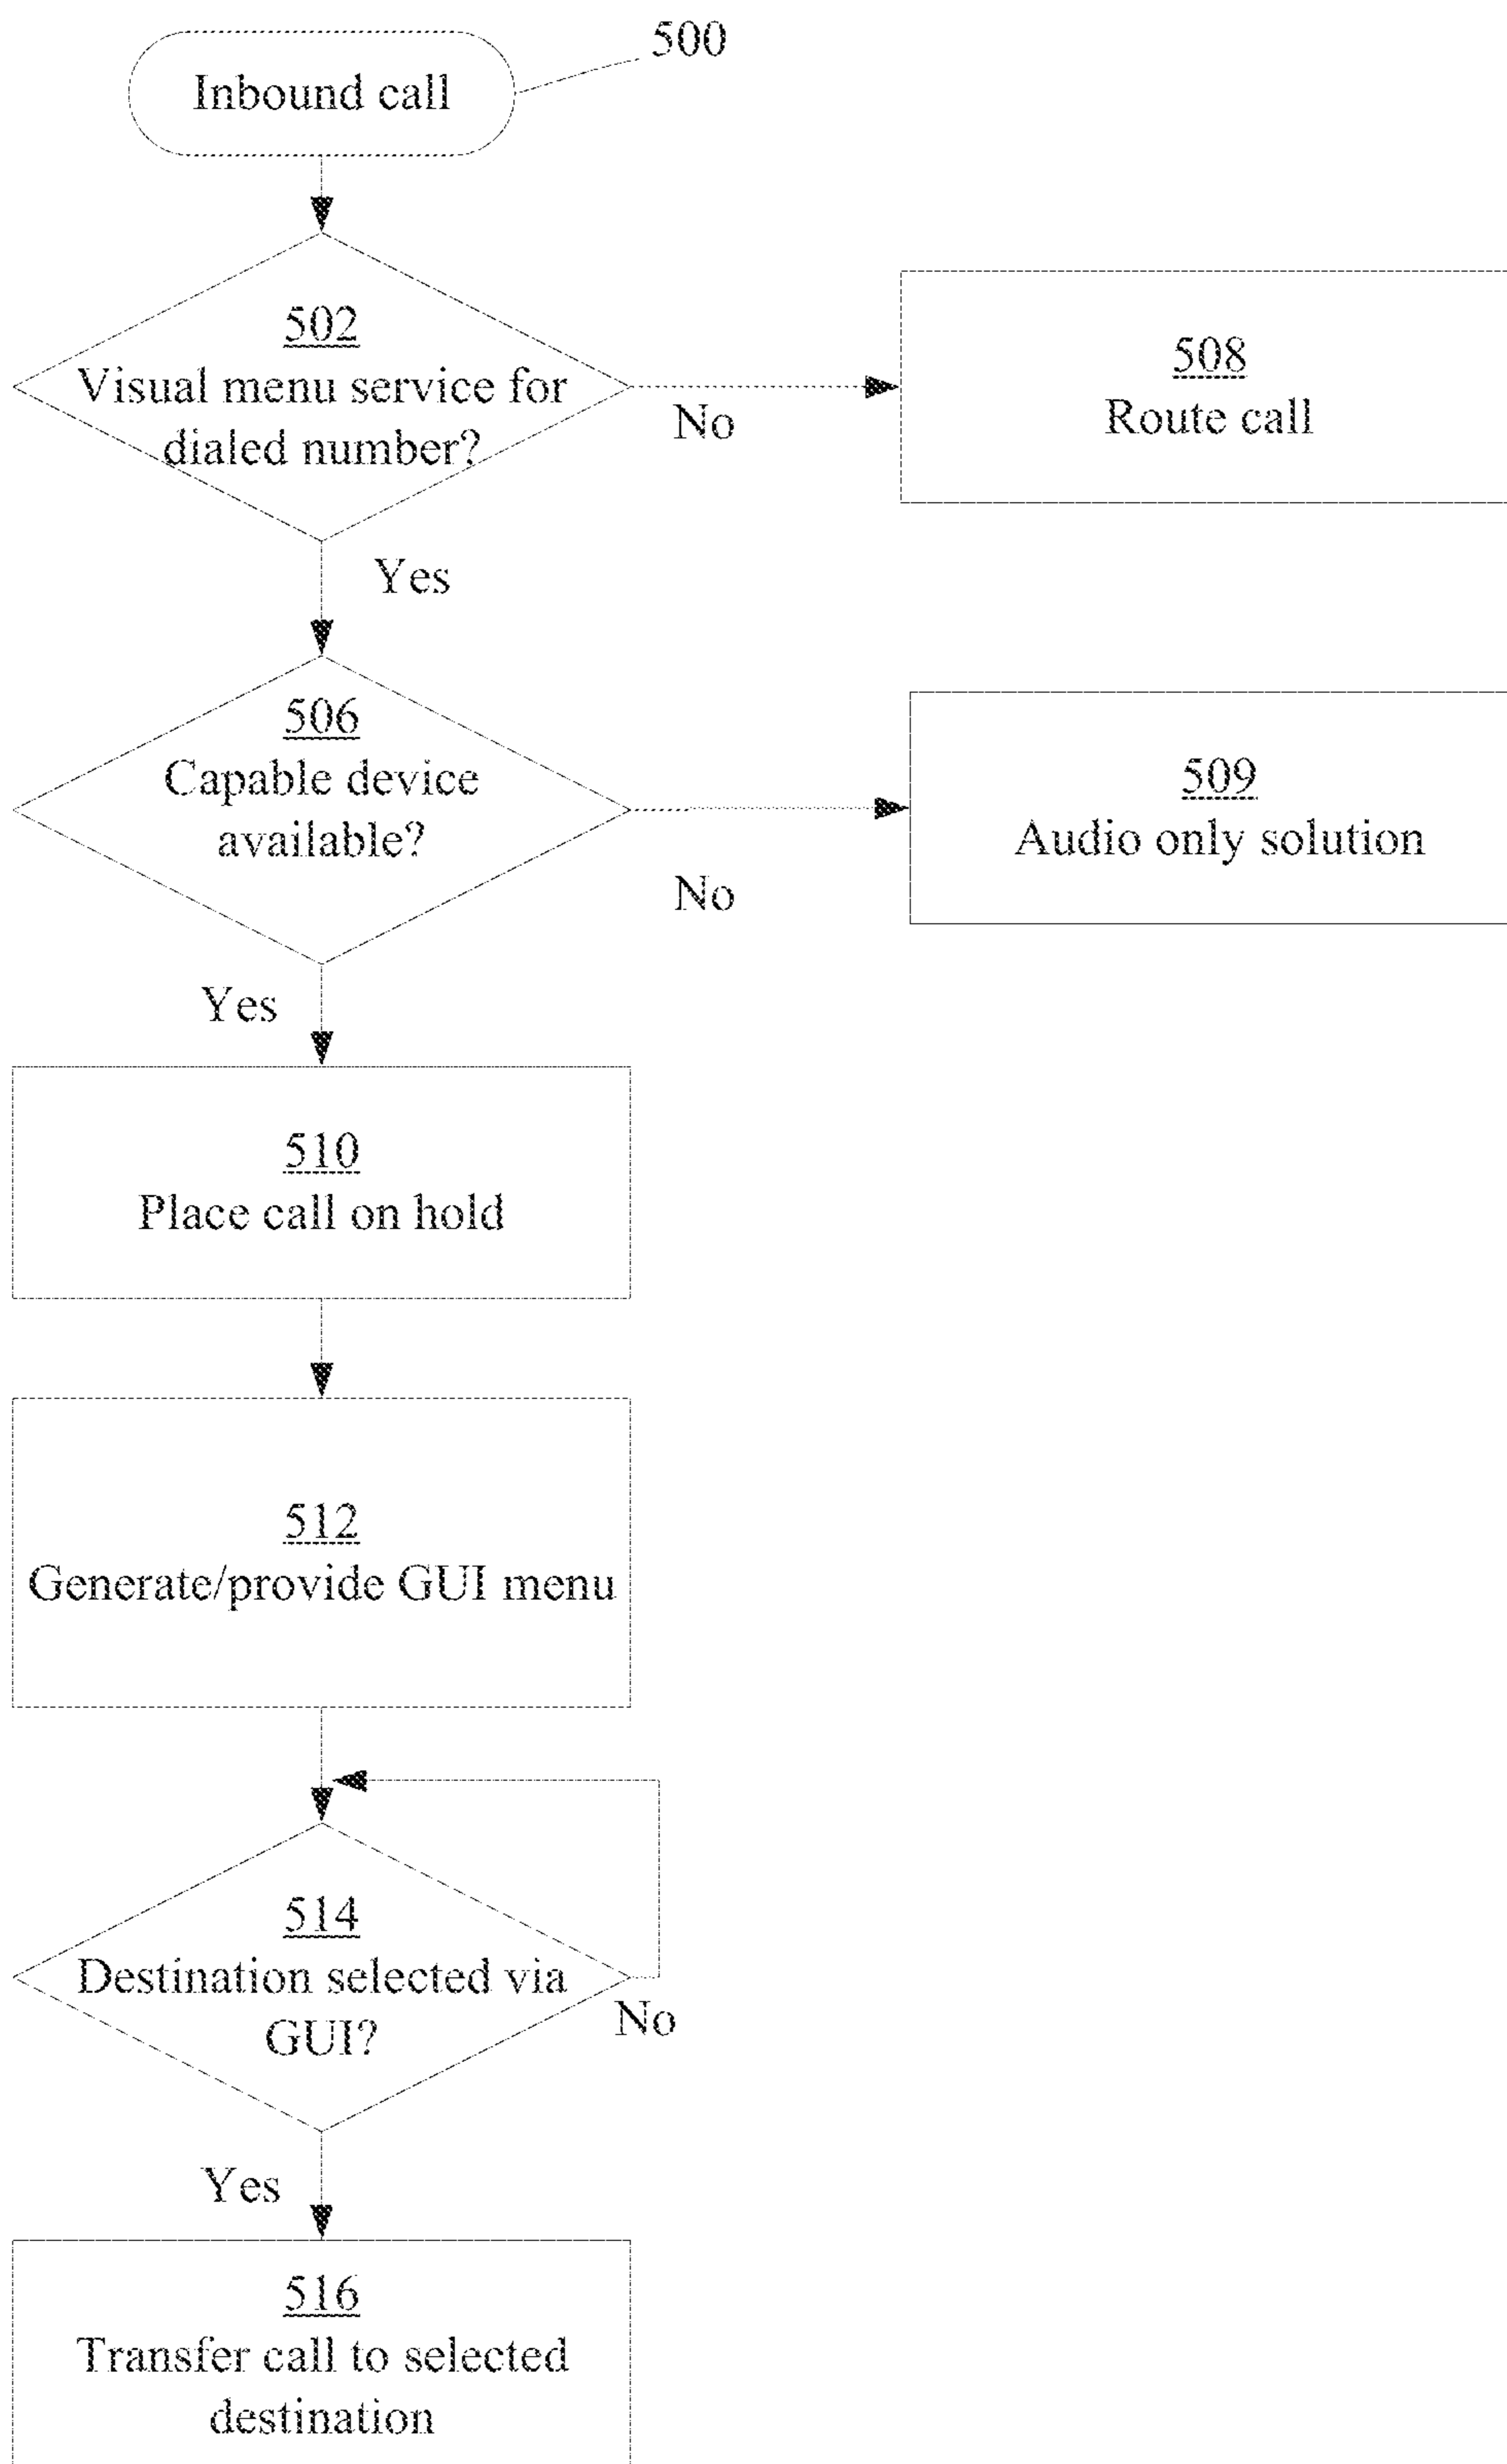 500
Inbound call
502
Visual menu service for
dialed number?
No
508
Route call
Yes
506
Capable device
available?
No
509
Audio only solution
Yes
510
Place call on hold
512
Generate/provide GUI menu
514
Destination selected via
GUI?
No
Yes
516
Transfer call to selected
destination